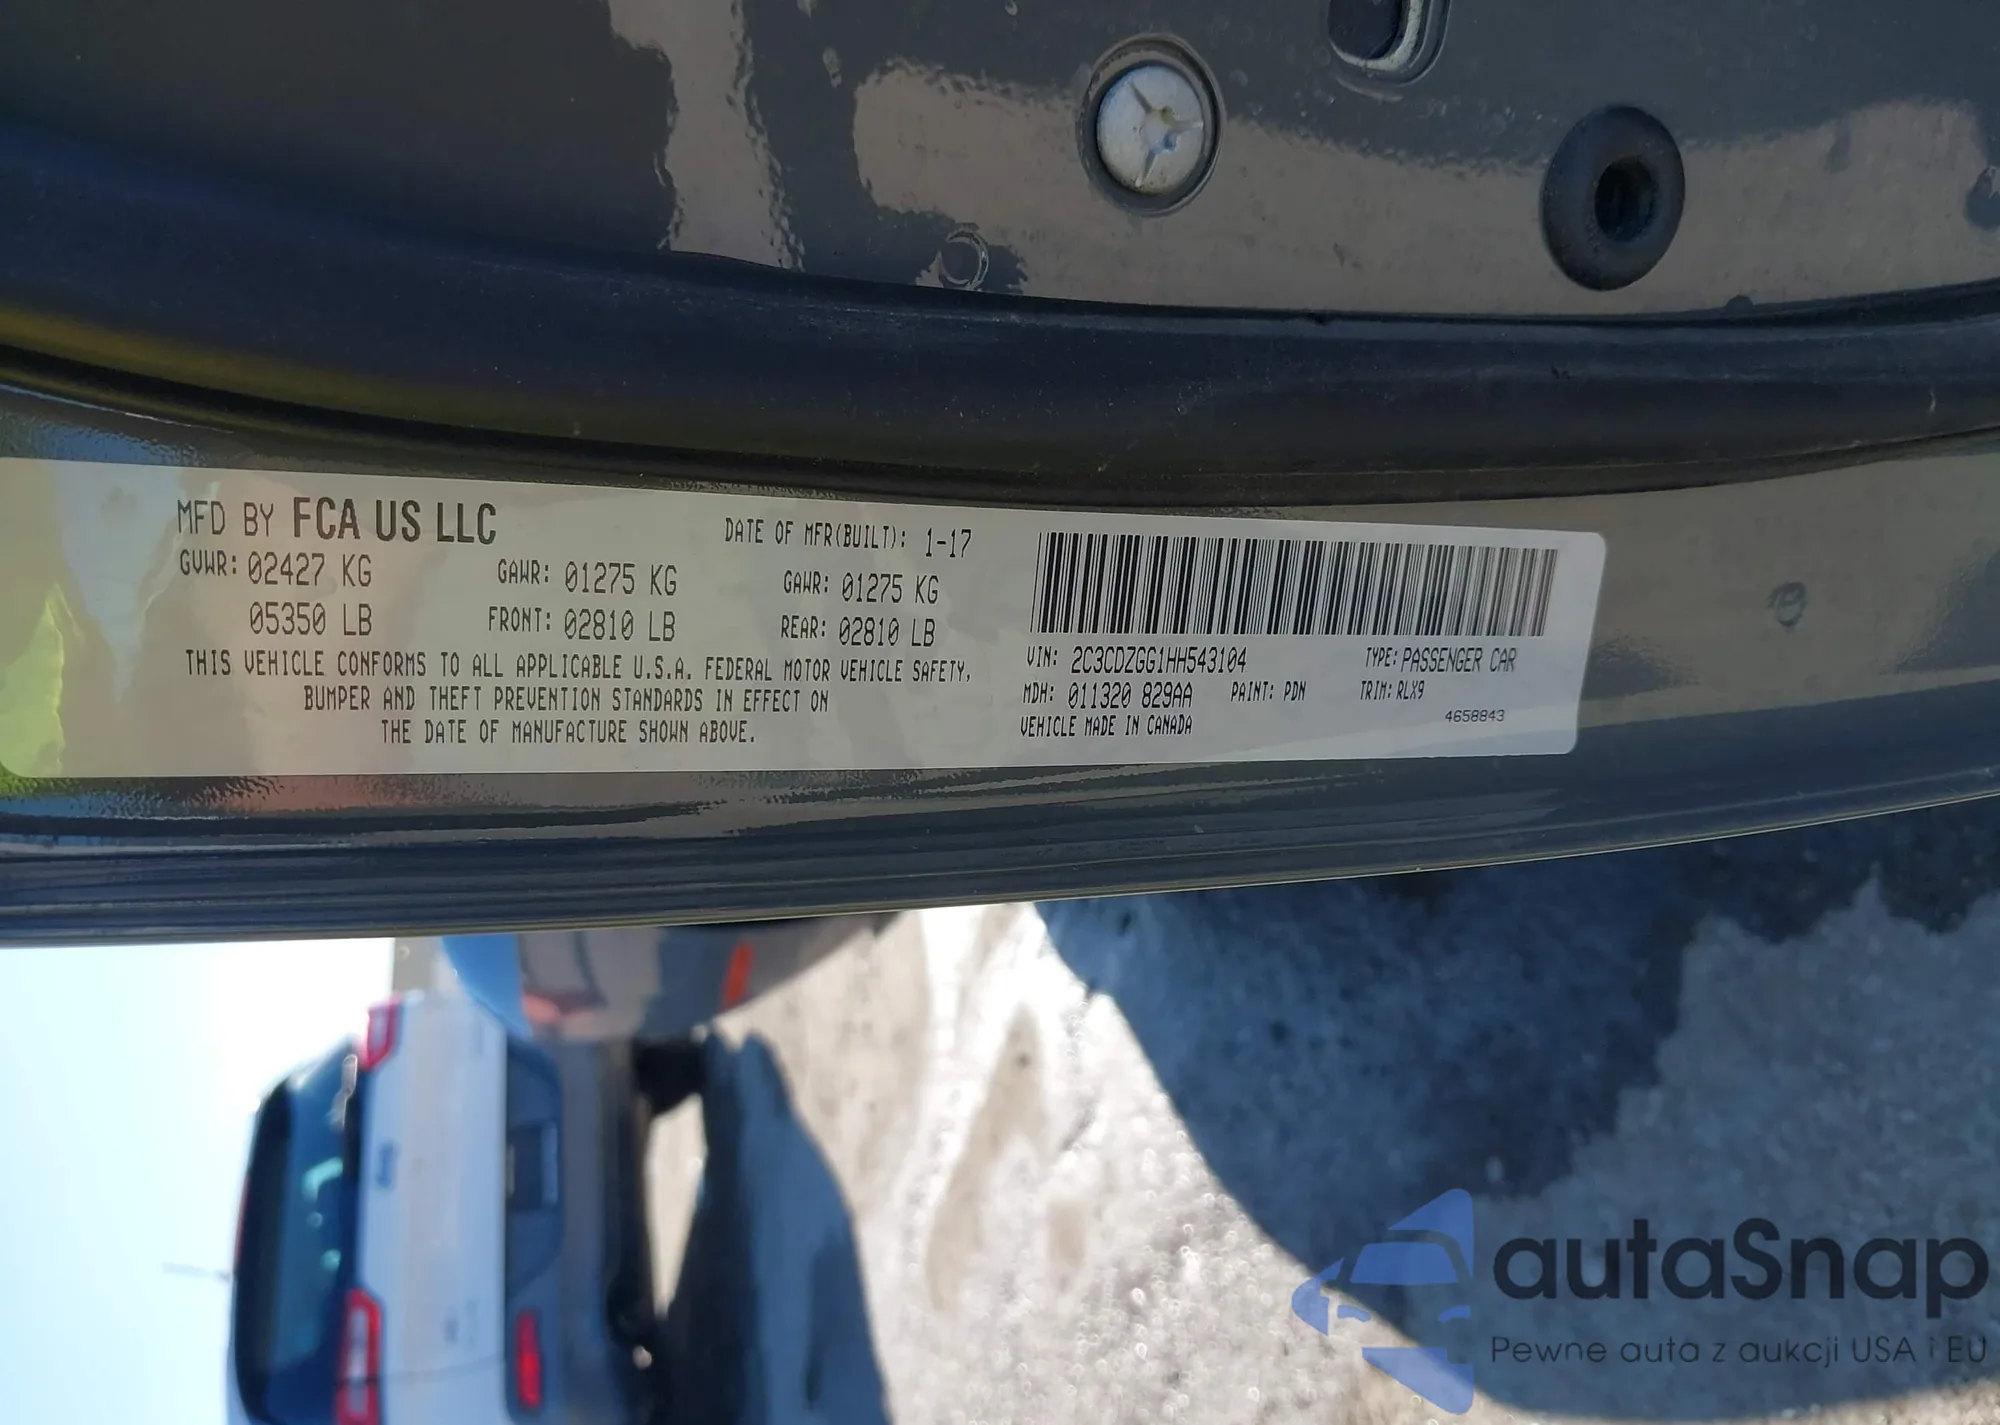 MFD BY FCA US LLC
DATE OF MFR(BUILT): 1-17
GVWR: 02427 KG
05350 LB
GAWR: 01275 KG
FRONT: 02810 LB
GAWR: 01275 KG
REAR: 02810 LB
THIS VEHICLE CONFORMS TO ALL APPLICABLE U.S.A. FEDERAL MOTOR VEHICLE SAFETY,
BUMPER AND THEFT PREVENTION STANDARDS IN EFFECT ON
THE DATE OF MANUFACTURE SHOWN ABOVE.
VIN: 2C3CDZGG1HH543104 TYPE: PASSENGER CAR
MDH: 011320 829AA PAINT: PDN TRIM: RLX9
VEHICLE MADE IN CANADA
4658843
Jeep
autaSnap
Pewne auta z aukcji USA i EU